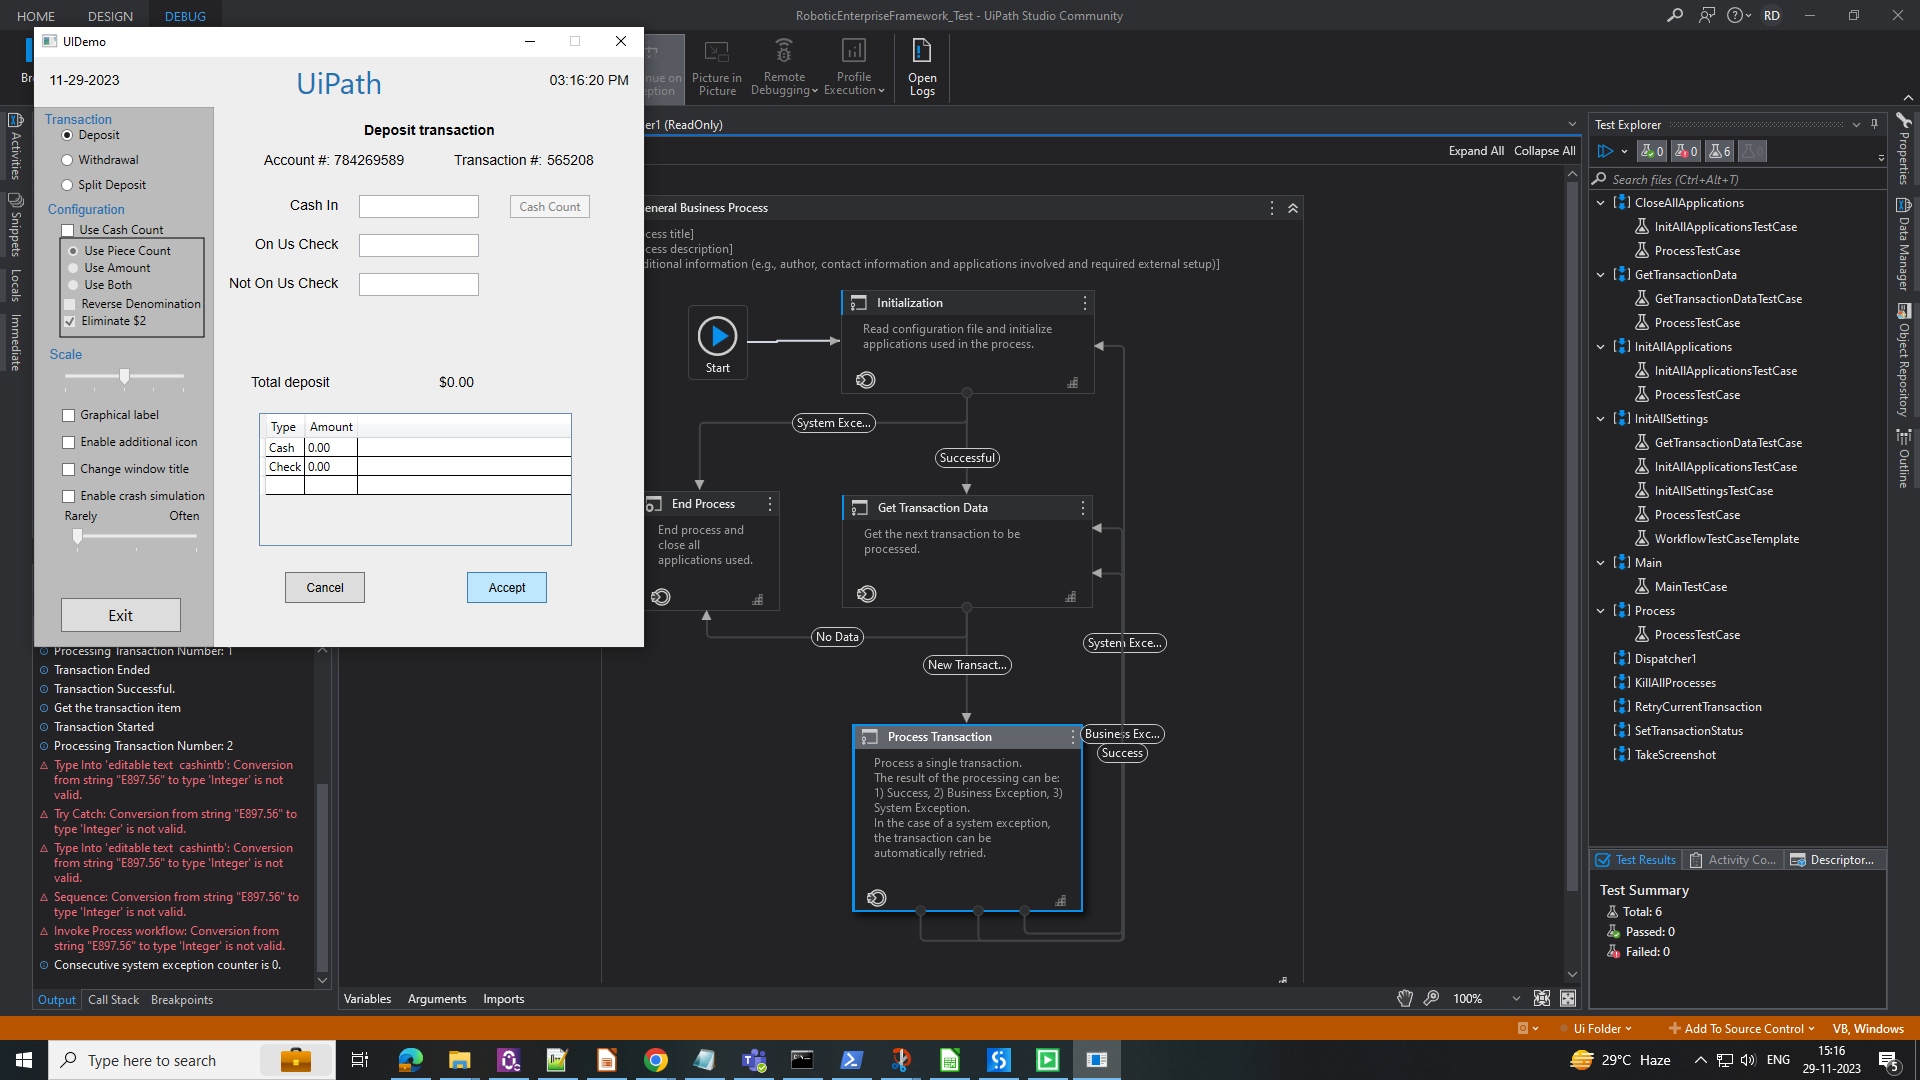 HOME
DESIGN
DEBUG
RoboticEnterpriseFramework_Test - UiPath Studio Community
RD
Picture in
Picture
Remote
Debugging
Profile
Execution
Open
Logs
UIDemo
11-29-2023
UiPath
03:16:20 PM
Transaction
Deposit
Withdrawal
Split Deposit
Configuration
Use Cash Count
Use Piece Count
Use Amount
Use Both
Reverse Denomination
Eliminate $2
Scale
Graphical label
Enable additional icon
Change window title
Enable crash simulation
Rarely
Often
Exit
Deposit transaction
Account #: 784269589
Transaction #: 565208
Cash In
Cash Count
On Us Check
Not On Us Check
Total deposit
$0.00
Type
Amount
Cash
0.00
Check
0.00
Cancel
Accept
Activities
Snippets
Locals
Immediate
er1 (ReadOnly)
Expand All
Collapse All
eneral Business Process
cess title]
cess description]
ditional information (e.g., author, contact information and applications involved and required external setup)]
Start
Initialization
Read configuration file and initialize
applications used in the process.
System Exce...
Successful
End Process
End process and
close all
applications used.
Get Transaction Data
Get the next transaction to be
processed.
No Data
New Transact...
System Exce...
Process Transaction
Process a single transaction.
The result of the processing can be:
1) Success, 2) Business Exception, 3)
System Exception.
In the case of a system exception,
the transaction can be
automatically retried.
Business Exc...
Success
Processing Transaction Number: 1
Transaction Ended
Transaction Successful.
Get the transaction item
Transaction Started
Processing Transaction Number: 2
Type Into 'editable text cashintb': Conversion
from string "E897.56" to type 'Integer' is not
valid.
Try Catch: Conversion from string "E897.56" to
type 'Integer' is not valid.
Type Into 'editable text cashintb': Conversion
from string "E897.56" to type 'Integer' is not
valid.
Sequence: Conversion from string "E897.56" to
type 'Integer' is not valid.
Invoke Process workflow: Conversion from
string "E897.56" to type 'Integer' is not valid.
Consecutive system exception counter is 0.
Output
Call Stack
Breakpoints
Variables
Arguments
Imports
100%
Test Explorer
0
0
6
Search files (Ctrl+Alt+T)
CloseAllApplications
InitAllApplicationsTestCase
ProcessTestCase
GetTransactionData
GetTransactionDataTestCase
ProcessTestCase
InitAllApplications
InitAllApplicationsTestCase
ProcessTestCase
InitAllSettings
GetTransactionDataTestCase
InitAllApplicationsTestCase
InitAllSettingsTestCase
ProcessTestCase
WorkflowTestCaseTemplate
Main
MainTestCase
Process
ProcessTestCase
Dispatcher1
KillAllProcesses
RetryCurrentTransaction
SetTransactionStatus
TakeScreenshot
Test Results
Activity Co...
Descriptor...
Test Summary
Total: 6
Passed: 0
Failed: 0
Properties
Data Manager
Object Repository
Outline
Ui Folder
Add To Source Control
VB, Windows
Type here to search
29°C Haze
ENG
15:16
29-11-2023
5